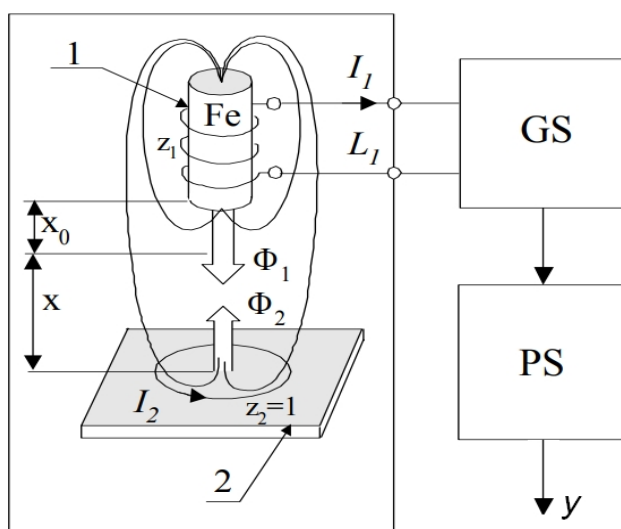 1
Fe
z₁
I₁
L₁
GS
x₀
x
Φ₁
Φ₂
I₂
z₂=1
2
PS
y